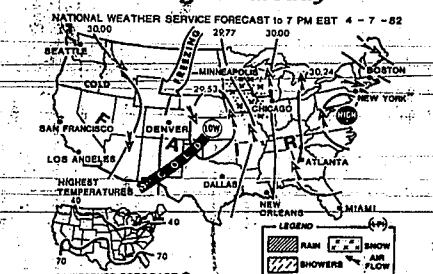 NATIONAL WEATHER SERVICE FORECAST to 7 PM EST 4 - 7 - 82
30.00
29.77
30.00
SEATTLE
FREEZING
MINNEAPOLIS
30.24
BOSTON
COLD
29.53
CHICAGO
NEW YORK
HIGH
SAN FRANCISCO
DENVER
LOW
F A I R
LOS ANGELES
COLD
ATLANTA
HIGHEST
TEMPERATURES
DALLAS
NEW
ORLEANS
MIAMI
40
40
70
70
LEGEND
UPI
RAIN
SNOW
SHOWERS
AIR
FLOW